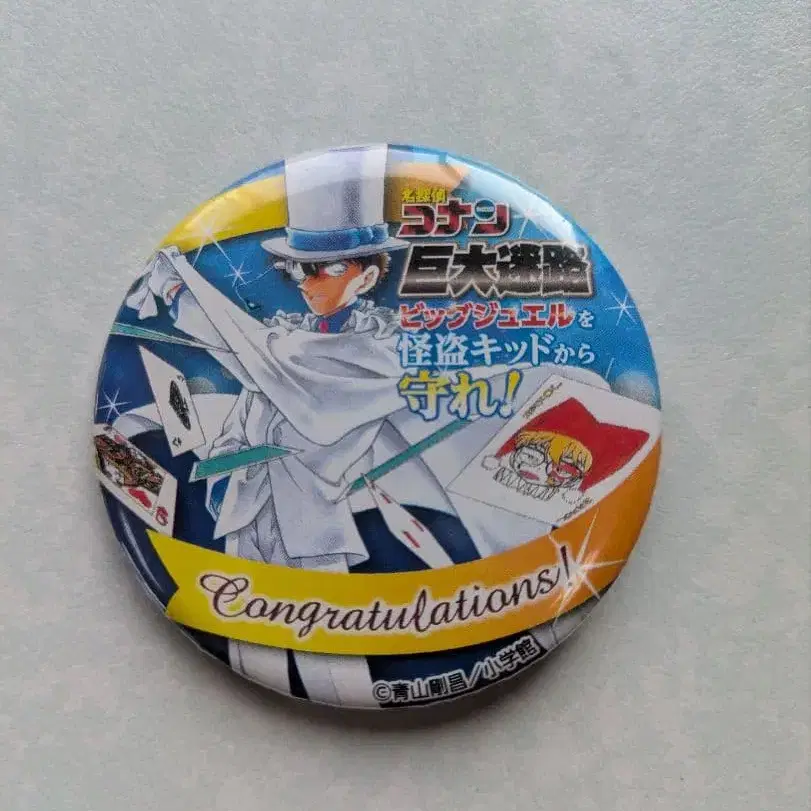 名探偵
コナン
巨大迷路
ビッグジュエルを
怪盗キッドから
守れ!
Congratulations!
©青山剛昌／小学館